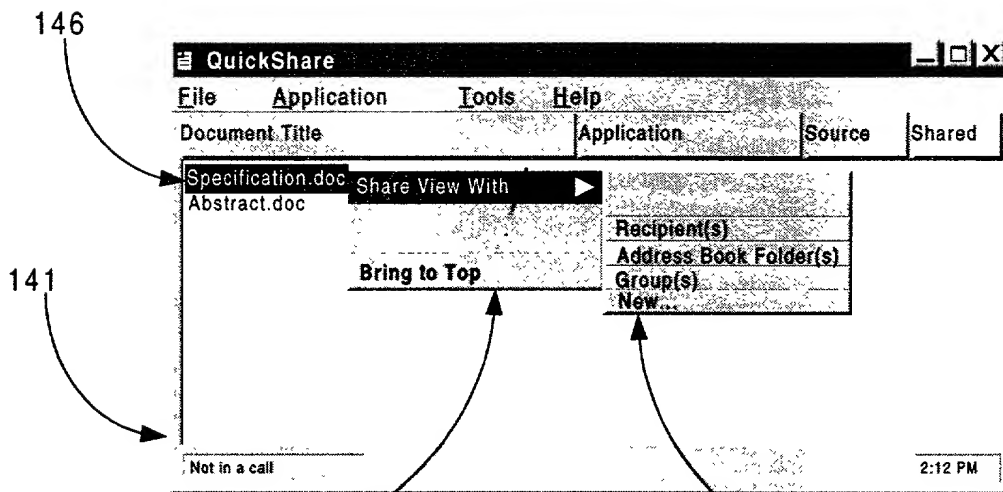 146
QuickShare
File Application Tools Help
Document Title Application Source Shared
Specification.doc Share View With
Abstract.doc
Recipient(s)
Address Book Folder(s)
Bring to Top
Group(s)
New...
141
Not in a call 2:12 PM